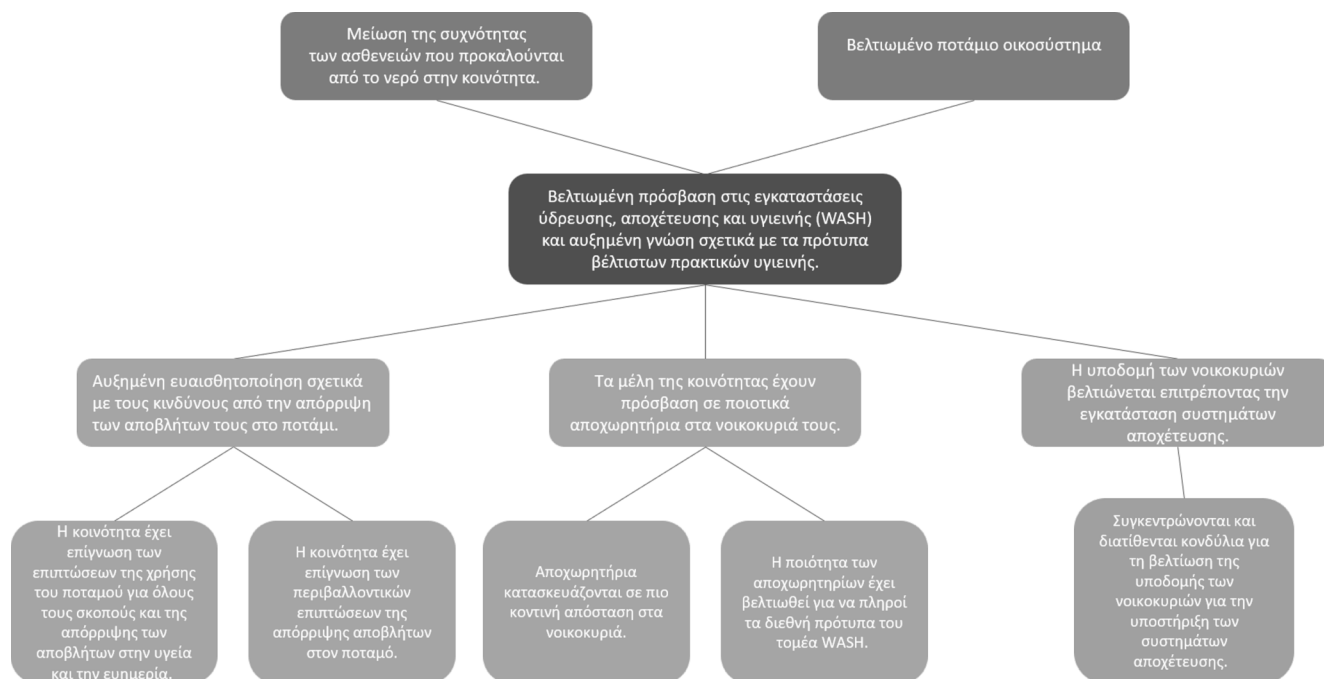 Μείωση της συχνότητας
των ασθενειών που προκαλούνται
από το νερό στην κοινότητα.
Βελτιωμένο ποτάμιο οικοσύστημα
Βελτιωμένη πρόσβαση στις εγκαταστάσεις
ύδρευσης, αποχέτευσης και υγιεινής (WASH)
και αυξημένη γνώση σχετικά με τα πρότυπα
βέλτιστων πρακτικών υγιεινής.
Αυξημένη ευαισθητοποίηση σχετικά
με τους κινδύνους από την απόρριψη
των αποβλήτων τους στο ποτάμι.
Τα μέλη της κοινότητας έχουν
πρόσβαση σε ποιοτικά
αποχωρητήρια στα νοικοκυριά τους.
Η υποδομή των νοικοκυριών
βελτιώνεται επιτρέποντας την
εγκατάσταση συστημάτων
αποχέτευσης.
Η κοινότητα έχει
επίγνωση των
επιπτώσεων της χρήσης
του ποταμού για όλους
τους σκοπούς και της
απόρριψης των
αποβλήτων στην υγεία
και την ευημερία.
Η κοινότητα έχει
επίγνωση των
περιβαλλοντικών
επιπτώσεων της
απόρριψης αποβλήτων
στον ποταμό.
Αποχωρητήρια
κατασκευάζονται σε πιο
κοντινή απόσταση στα
νοικοκυριά.
Η ποιότητα των
αποχωρητηρίων έχει
βελτιωθεί για να πληροί
τα διεθνή πρότυπα του
τομέα WASH.
Συγκεντρώνονται και
διατίθενται κονδύλια για
τη βελτίωση της
υποδομής των
νοικοκυριών για την
υποστήριξη των
συστημάτων
αποχέτευσης.